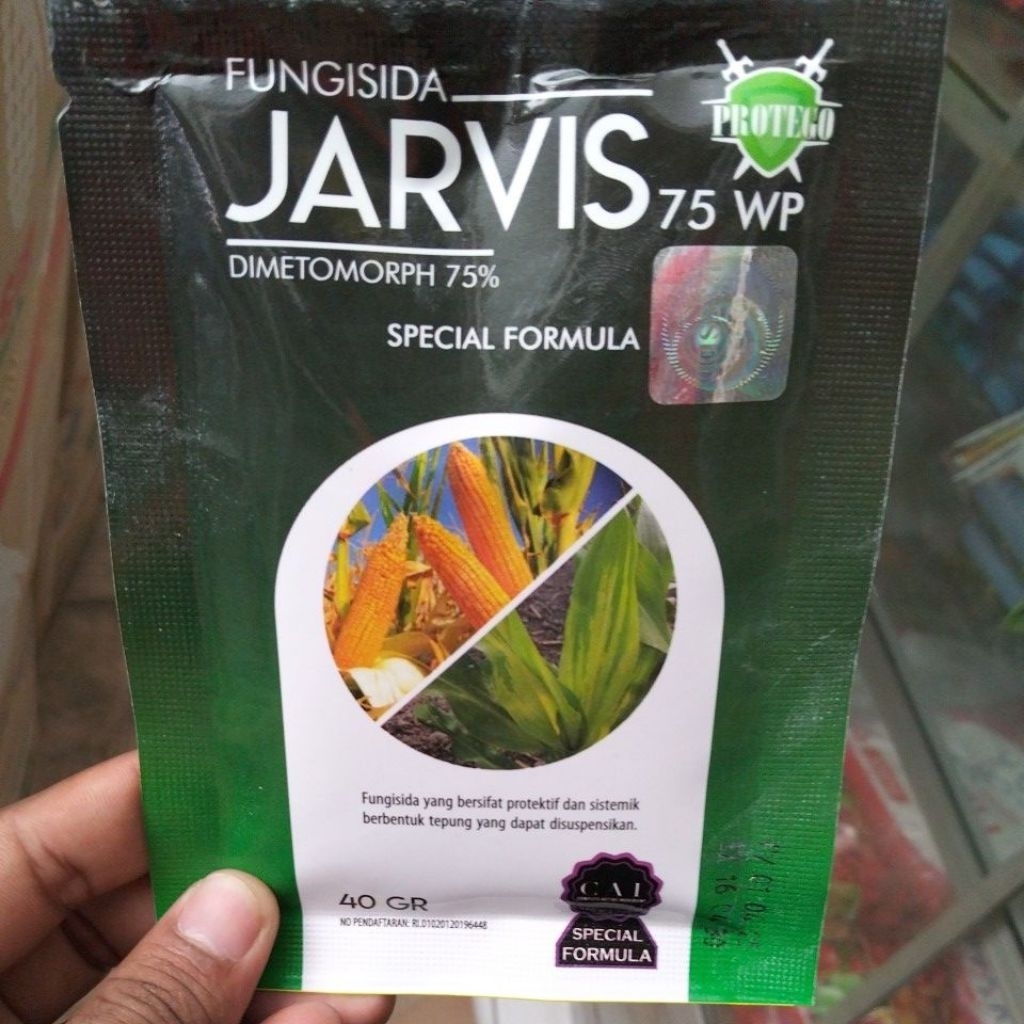 FUNGISIDA
JARVIS 75 WP
PROTEGO
DIMETOMORPH 75%
SPECIAL FORMULA
Fungisida yang bersifat protektif dan sistemik
berbentuk tepung yang dapat disuspensikan.
40 GR
NO PENDAFTARAN: RI.01020120196448
CAI
SPECIAL
FORMULA